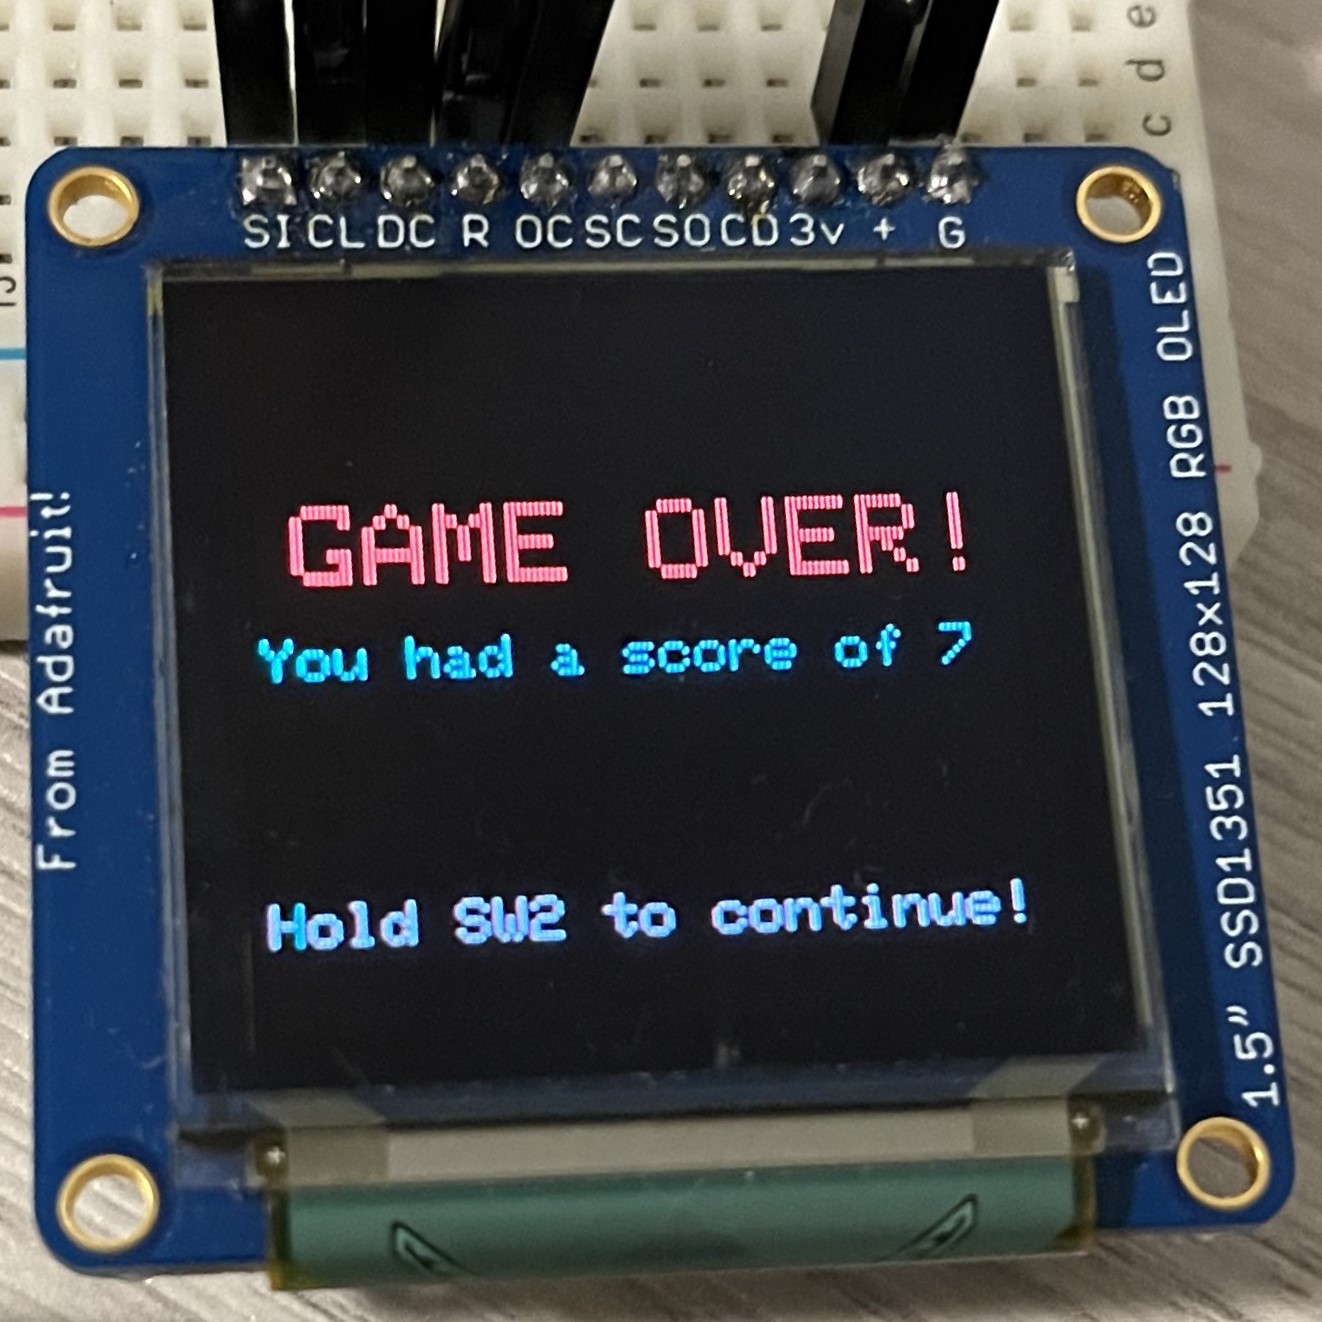 c d e
SI CL DC R OC SC SO CD 3v + G
GAME OVER!
You had a score of 7
Hold SW2 to continue!
From Adafruit!
1.5" SSD1351 128x128 RGB OLED